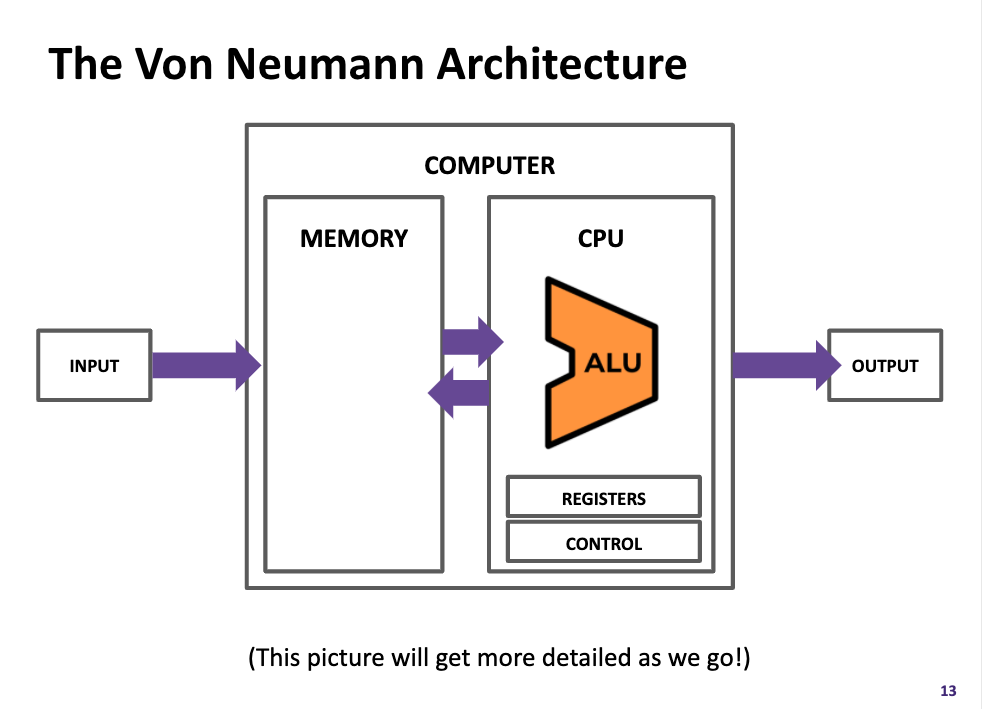 The Von Neumann Architecture
COMPUTER
MEMORY
CPU
INPUT
ALU
OUTPUT
REGISTERS
CONTROL
(This picture will get more detailed as we go!)
13